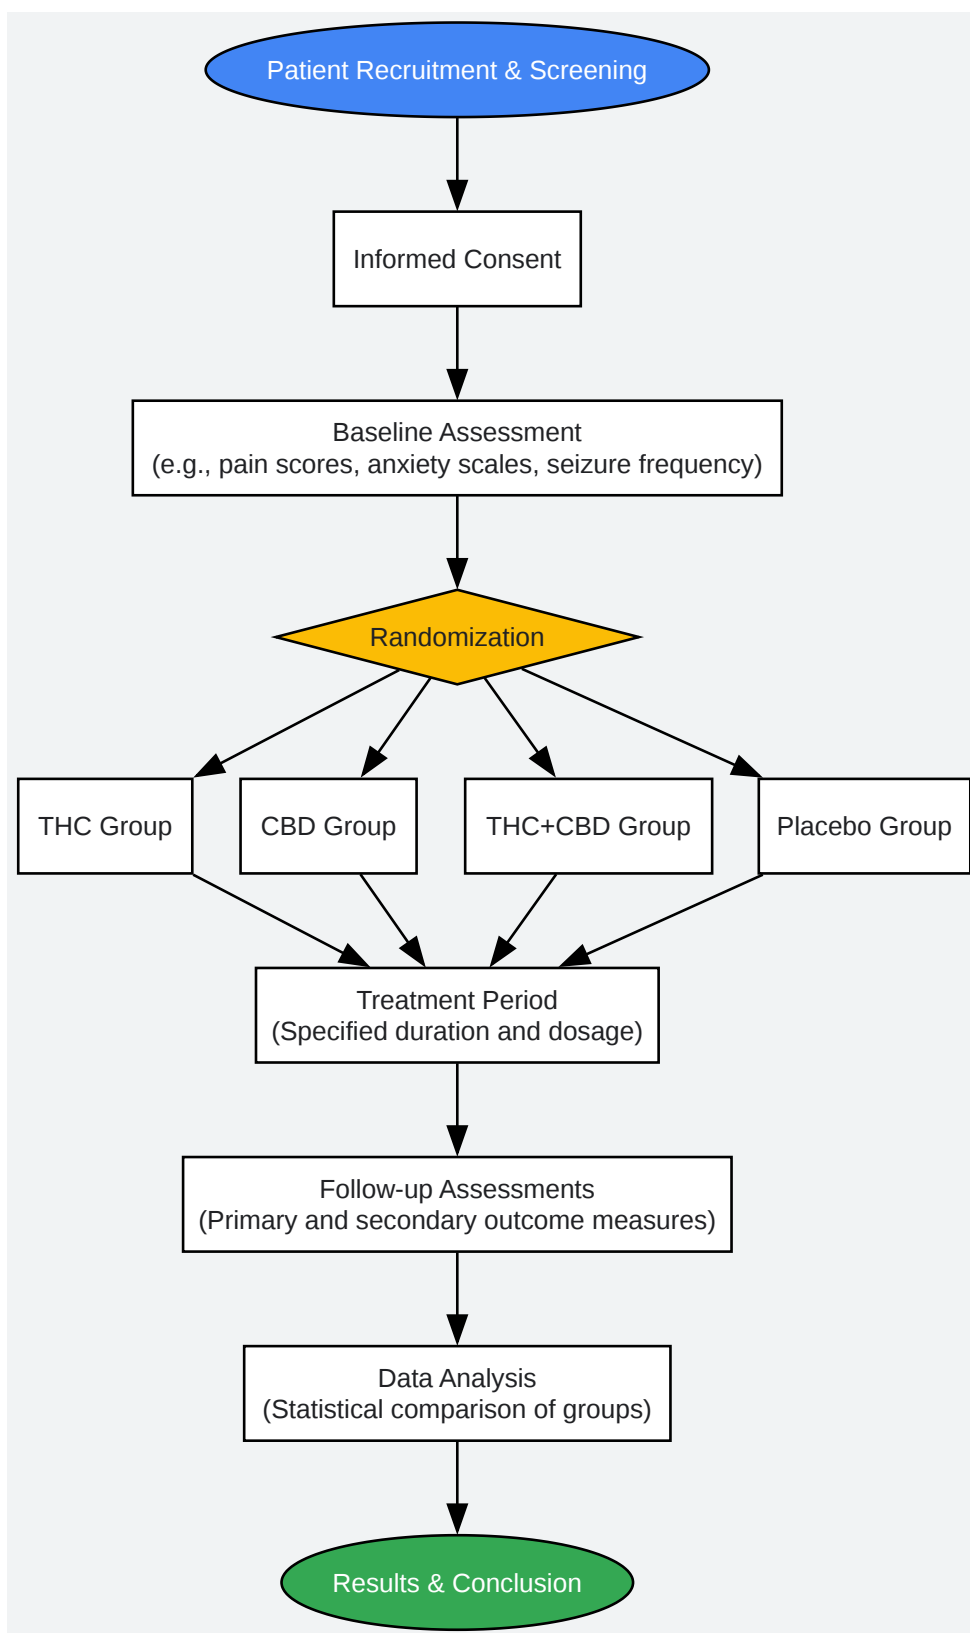 Patient Recruitment & Screening
Informed Consent
Baseline Assessment
(e.g., pain scores, anxiety scales, seizure frequency)
Randomization
THC Group
CBD Group
THC+CBD Group
Placebo Group
Treatment Period
(Specified duration and dosage)
Follow-up Assessments
(Primary and secondary outcome measures)
Data Analysis
(Statistical comparison of groups)
Results & Conclusion